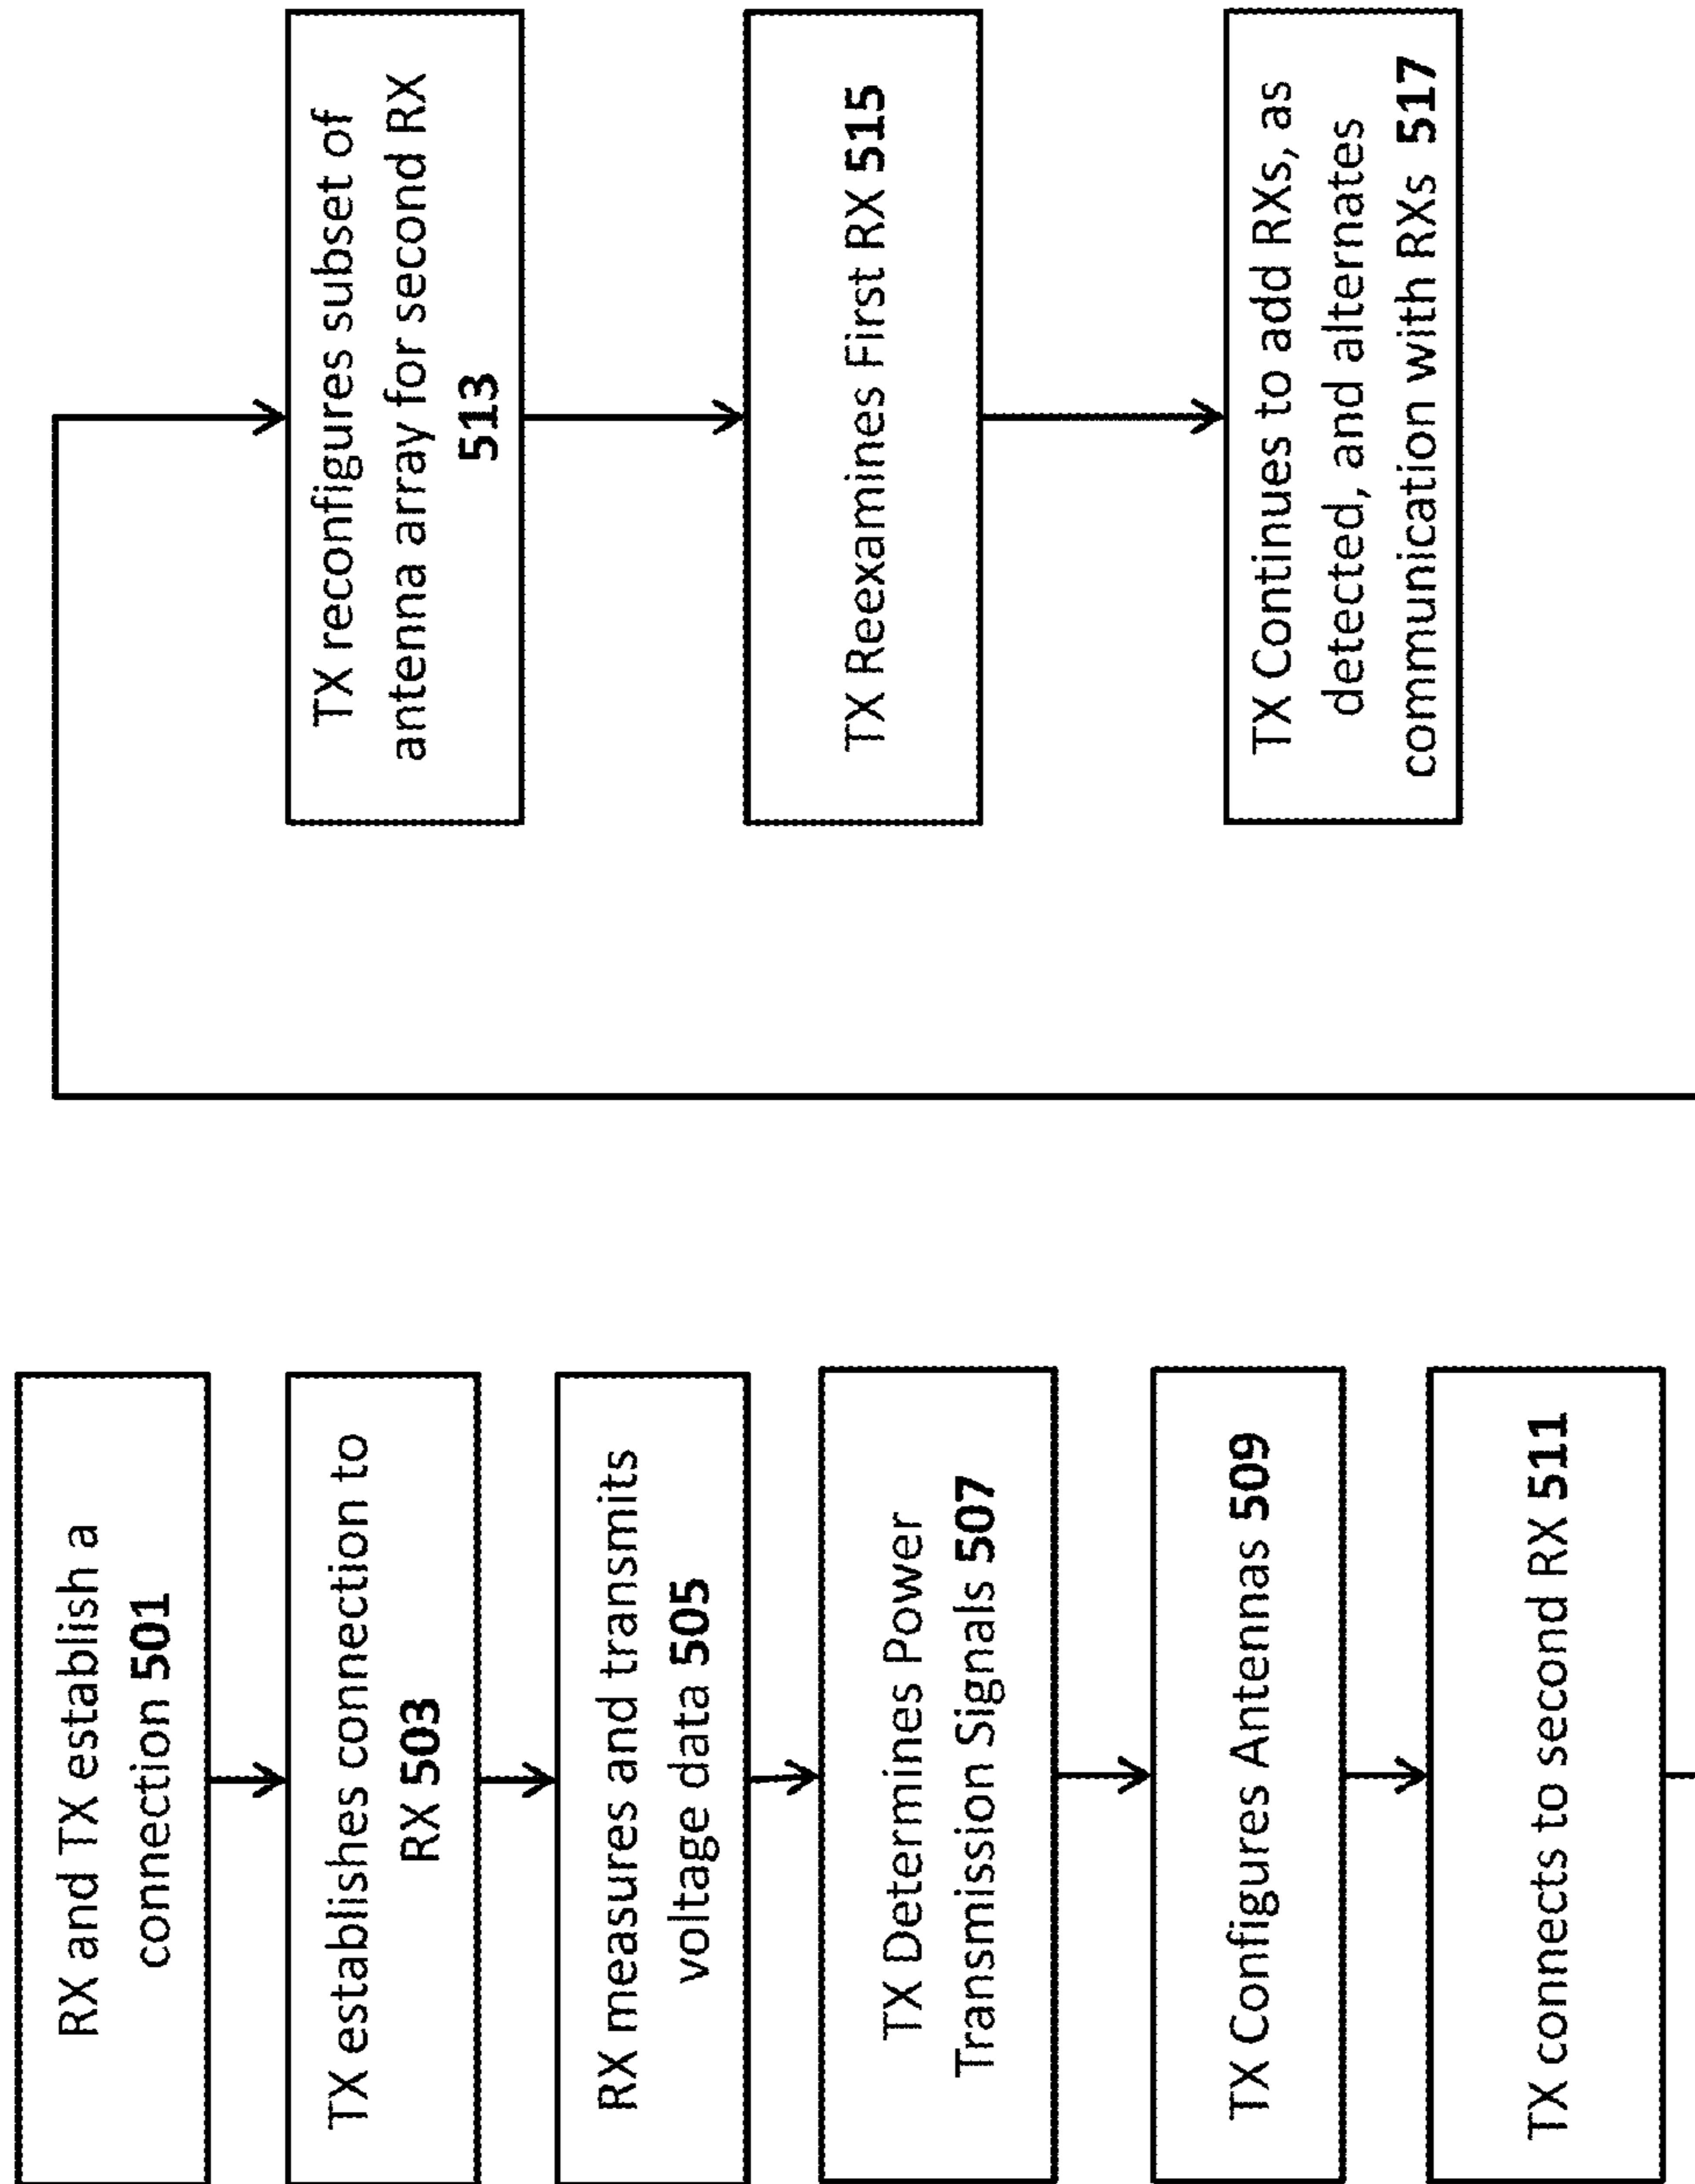 RX and TX establish a
connection 501
TX establishes connection to
RX 503
RX measures and transmits
voltage data 505
TX Determines Power
Transmission Signals 507
TX Configures Antennas 509
TX connects to second RX 511
TX reconfigures subset of
antenna array for second RX
513
TX Reexamines First RX 515
TX Continues to add RXs, as
detected, and alternates
communication with RXs 517